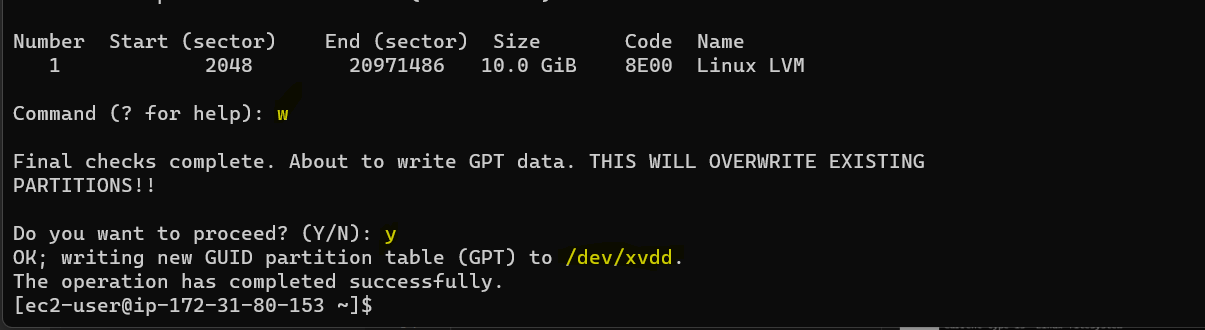 Number  Start (sector)    End (sector)  Size       Code  Name
   1            2048        20971486   10.0 GiB    8E00  Linux LVM
Command (? for help): w
Final checks complete. About to write GPT data. THIS WILL OVERWRITE EXISTING
PARTITIONS!!
Do you want to proceed? (Y/N): y
OK; writing new GUID partition table (GPT) to /dev/xvdd.
The operation has completed successfully.
[ec2-user@ip-172-31-80-153 ~]$